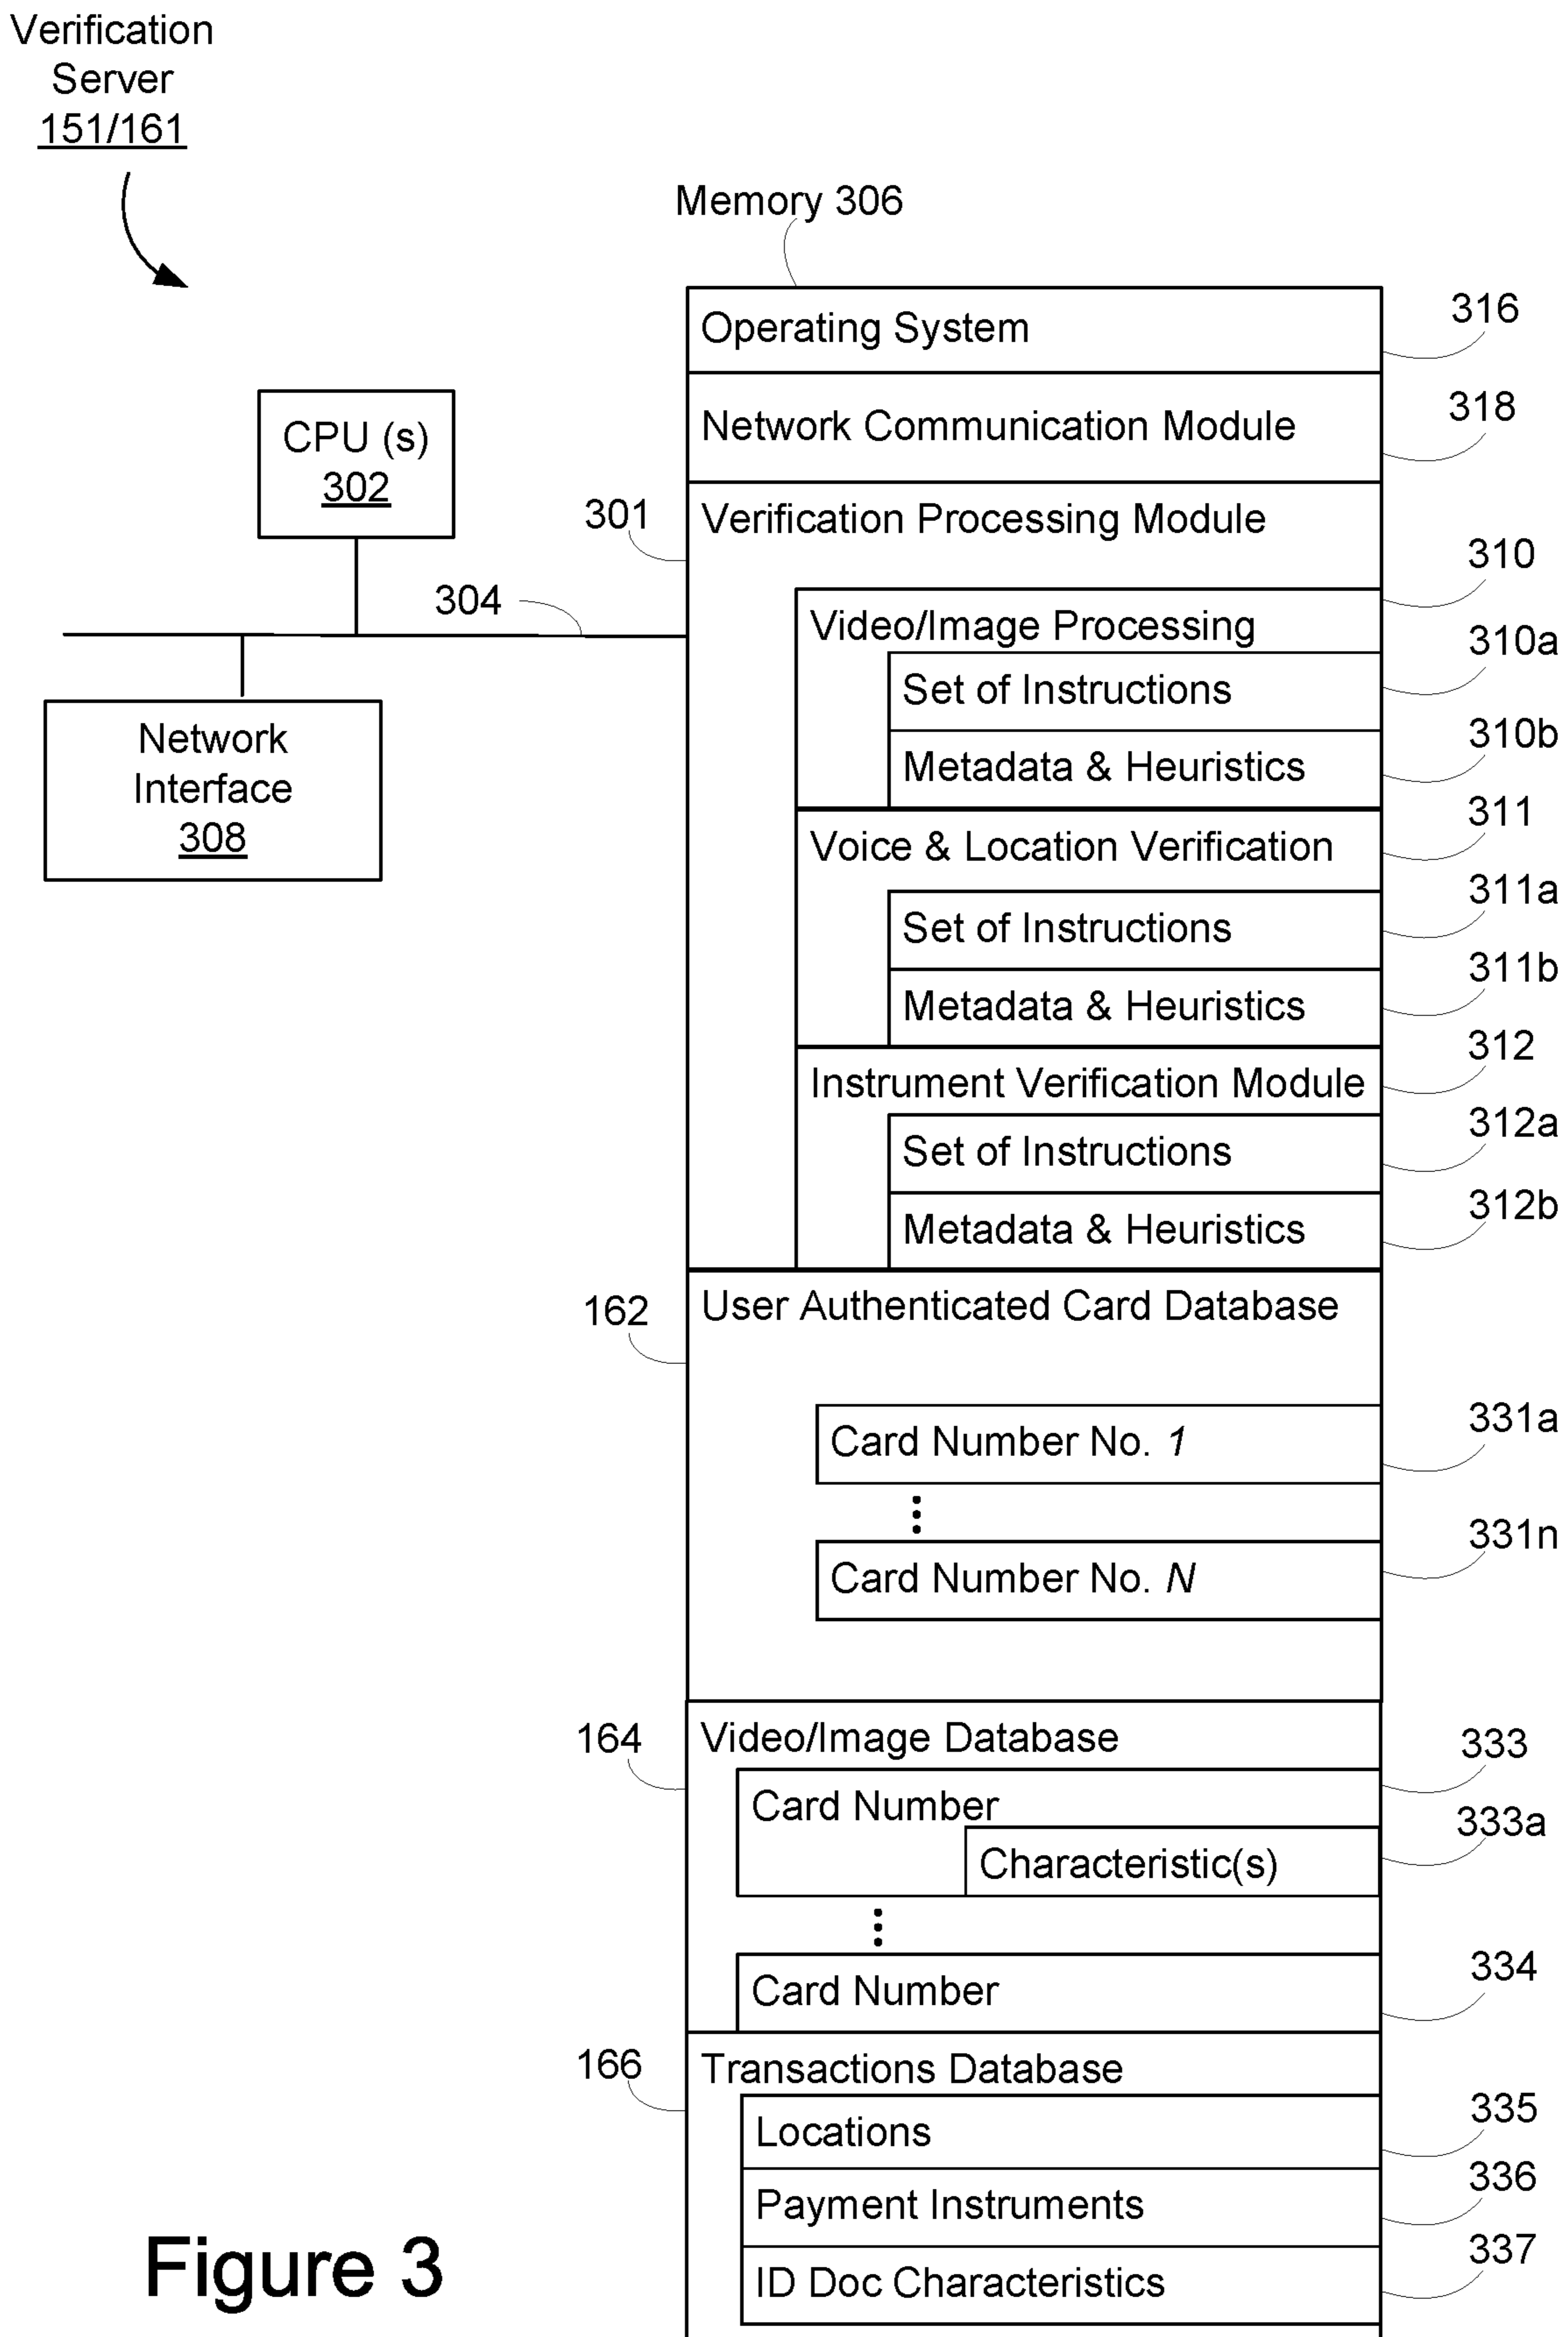 Verification
Server
151/161
Memory 306
Operating System
316
Network Communication Module
318
CPU (s)
302
301
Verification Processing Module
304
310
Video/Image Processing
310a
Set of Instructions
310b
Metadata & Heuristics
Network
Interface
308
311
Voice & Location Verification
311a
Set of Instructions
311b
Metadata & Heuristics
312
Instrument Verification Module
312a
Set of Instructions
312b
Metadata & Heuristics
162
User Authenticated Card Database
331a
Card Number No. 1
331n
Card Number No. N
164
Video/Image Database
333
Card Number
333a
Characteristic(s)
334
Card Number
166
Transactions Database
335
Locations
336
Payment Instruments
337
ID Doc Characteristics
Figure 3